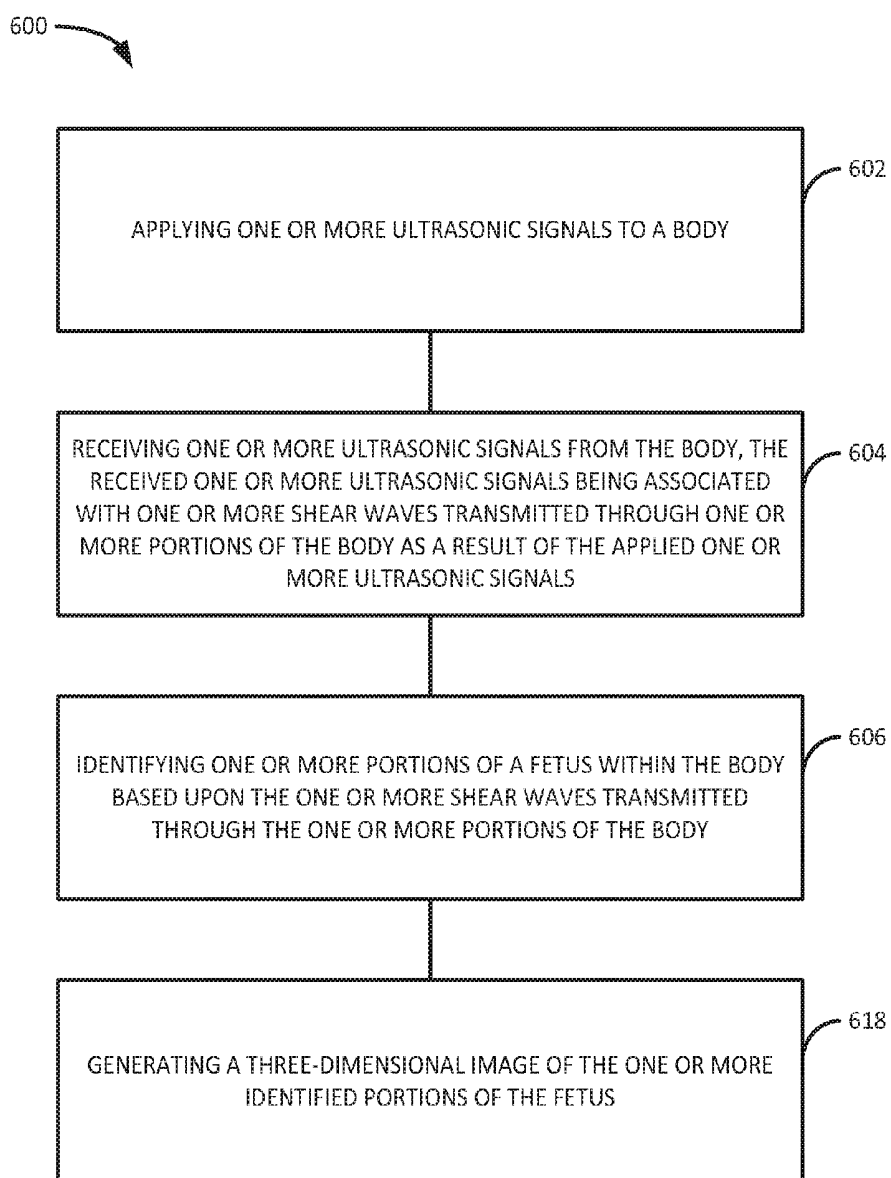 600
602
APPLYING ONE OR MORE ULTRASONIC SIGNALS TO A BODY
604
RECEIVING ONE OR MORE ULTRASONIC SIGNALS FROM THE BODY, THE
RECEIVED ONE OR MORE ULTRASONIC SIGNALS BEING ASSOCIATED
WITH ONE OR MORE SHEAR WAVES TRANSMITTED THROUGH ONE OR
MORE PORTIONS OF THE BODY AS A RESULT OF THE APPLIED ONE OR
MORE ULTRASONIC SIGNALS
606
IDENTIFYING ONE OR MORE PORTIONS OF A FETUS WITHIN THE BODY
BASED UPON THE ONE OR MORE SHEAR WAVES TRANSMITTED
THROUGH THE ONE OR MORE PORTIONS OF THE BODY
618
GENERATING A THREE-DIMENSIONAL IMAGE OF THE ONE OR MORE
IDENTIFIED PORTIONS OF THE FETUS